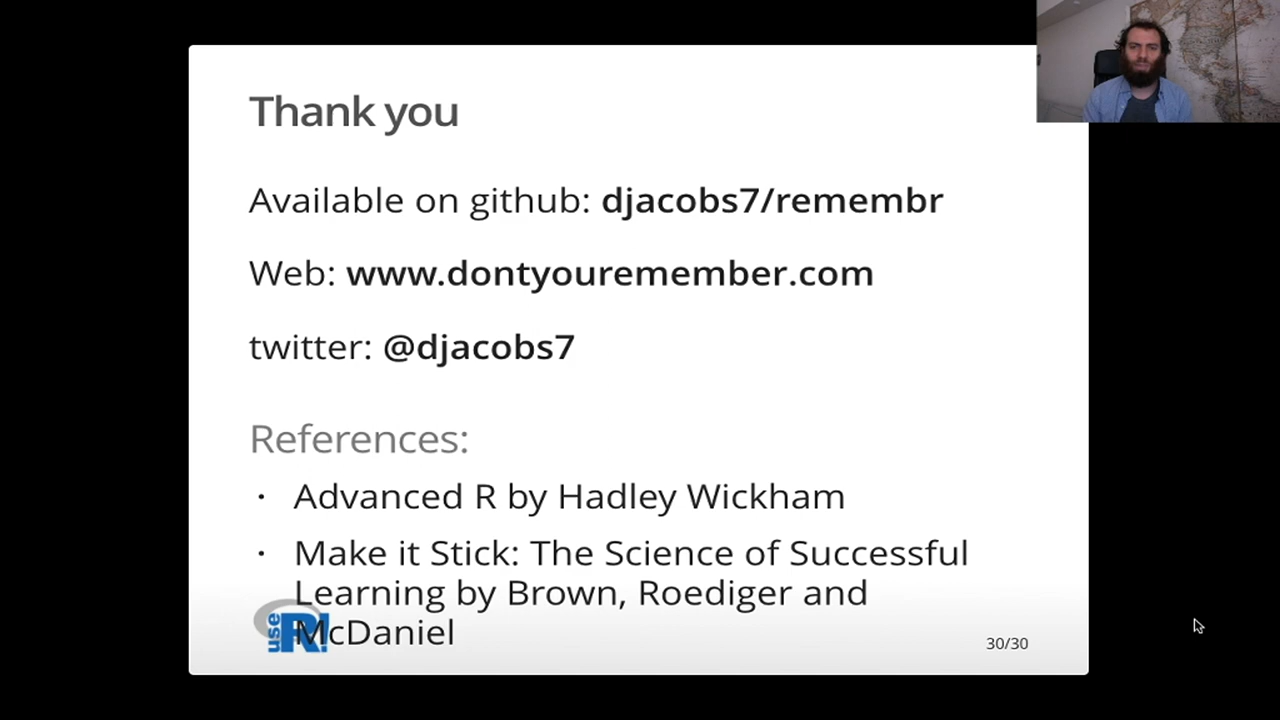 Thank you
Available on github: djacobs7/remembr
Web: www.dontyouremember.com
twitter: @djacobs7
References:
· Advanced R by Hadley Wickham
· Make it Stick: The Science of Successful
Learning by Brown, Roediger and
McDaniel
useR!
30/30